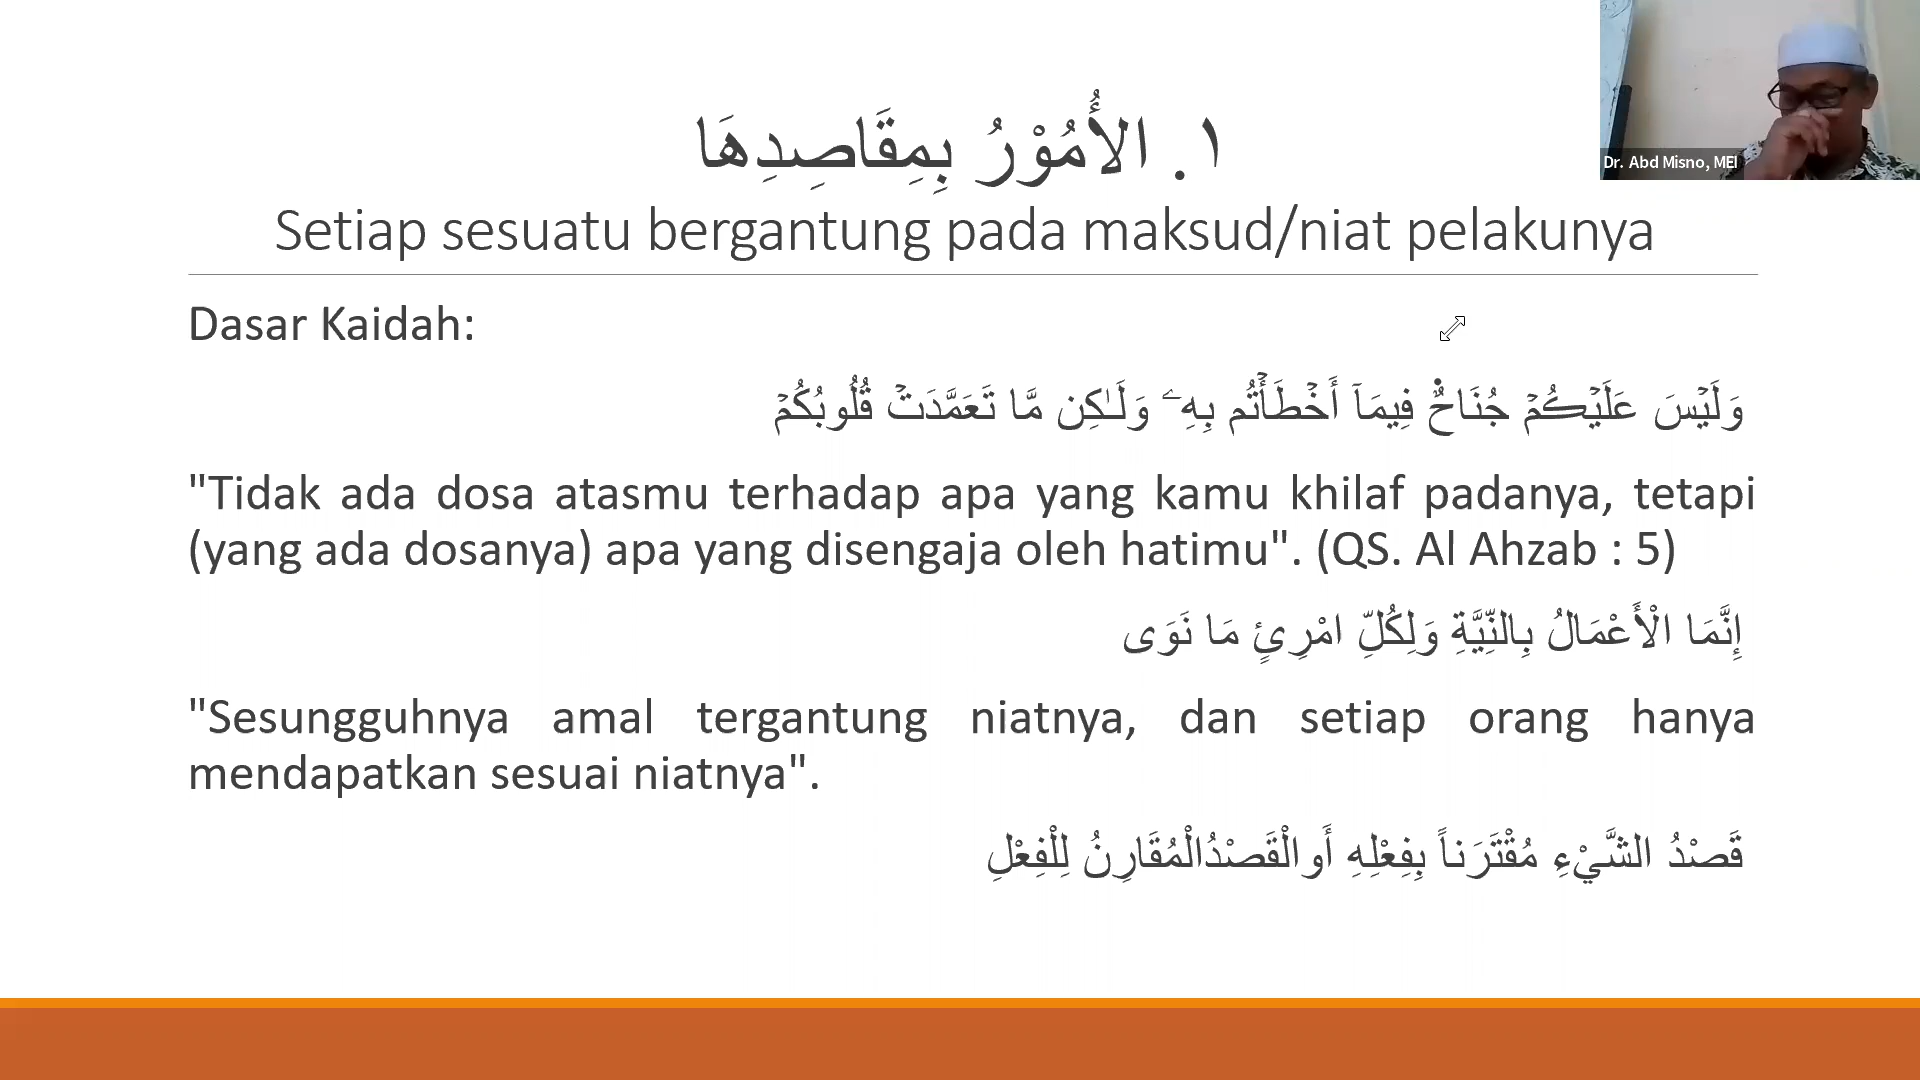 ١. الأُمُوْرُ بِمِقَاصِدِهَا
Setiap sesuatu bergantung pada maksud/niat pelakunya
Dr. Abd Misno, MEI
Dasar Kaidah:
وَلَيْسَ عَلَيْكُمْ جُنَاحٌ فِيمَآ أَخْطَأْتُم بِهِۦ وَلَـٰكِن مَّا تَعَمَّدَتْ قُلُوبُكُمْ
"Tidak ada dosa atasmu terhadap apa yang kamu khilaf padanya, tetapi
(yang ada dosanya) apa yang disengaja oleh hatimu". (QS. Al Ahzab : 5)
إِنَّمَا الْأَعْمَالُ بِالنِّيَّةِ وَلِكُلِّ امْرِئٍ مَا نَوَى
"Sesungguhnya amal tergantung niatnya, dan setiap orang hanya
mendapatkan sesuai niatnya".
قَصْدُ الشَّيْءِ مُقْتَرَناً بِفِعْلِهِ أَوالْقَصْدُالْمُقَارِنُ لِلْفِعْلِ